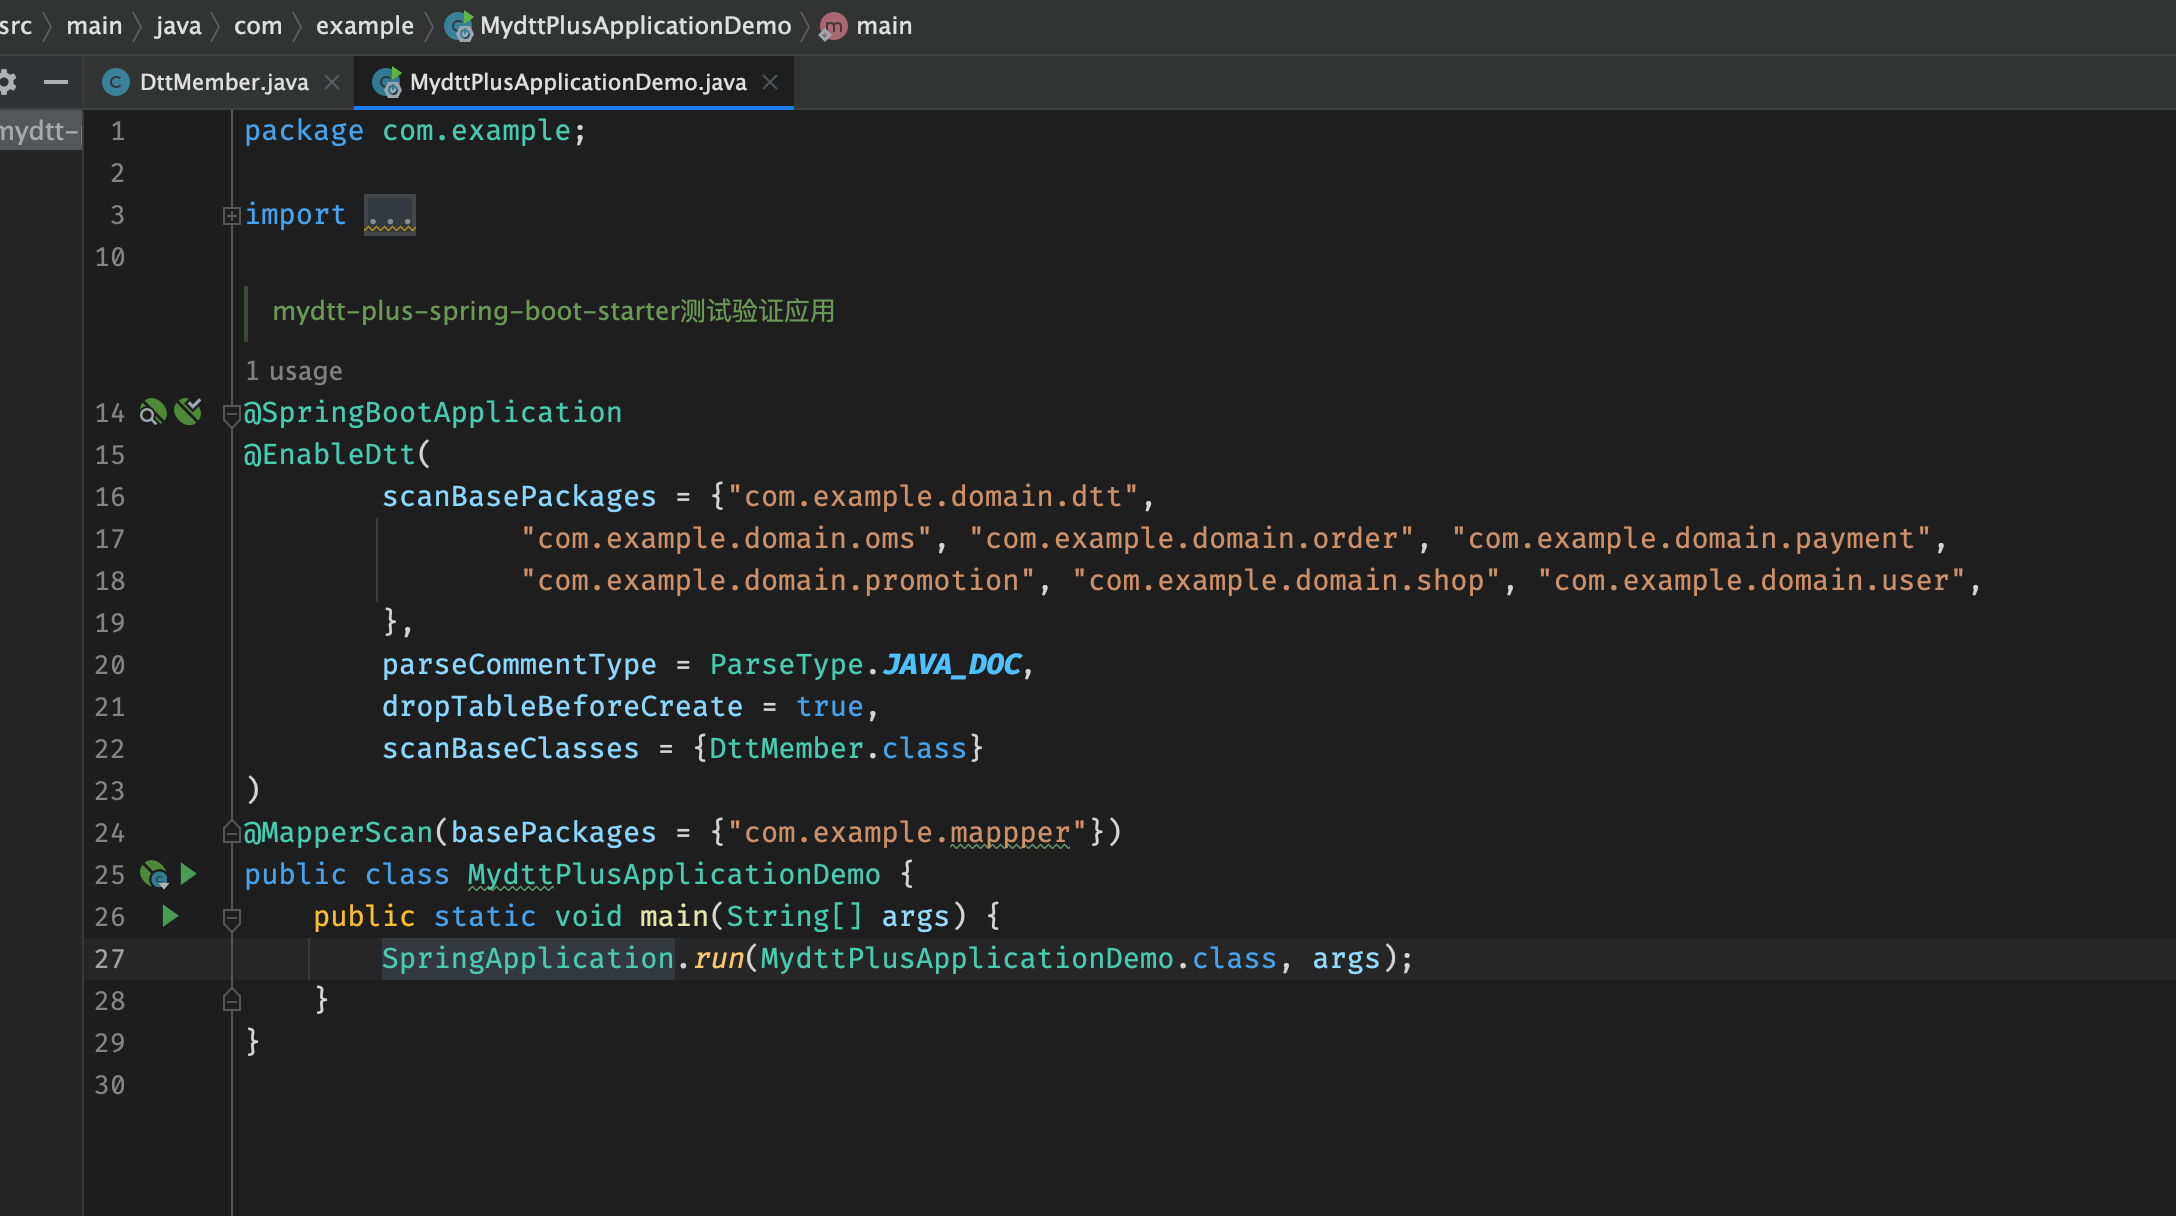 src main java com example MydttPlusApplicationDemo main
DttMember.java MydttPlusApplicationDemo.java
mydtt-
1 package com.example;
2
3 import ...
10
mydtt-plus-spring-boot-starter测试验证应用
1 usage
14 @SpringBootApplication
15 @EnableDtt(
16 scanBasePackages = {"com.example.domain.dtt",
17 "com.example.domain.oms", "com.example.domain.order", "com.example.domain.payment",
18 "com.example.domain.promotion", "com.example.domain.shop", "com.example.domain.user",
19 },
20 parseCommentType = ParseType.JAVA_DOC,
21 dropTableBeforeCreate = true,
22 scanBaseClasses = {DttMember.class}
23 )
24 @MapperScan(basePackages = {"com.example.mappper"})
25 public class MydttPlusApplicationDemo {
26 public static void main(String[] args) {
27 SpringApplication.run(MydttPlusApplicationDemo.class, args);
28 }
29 }
30